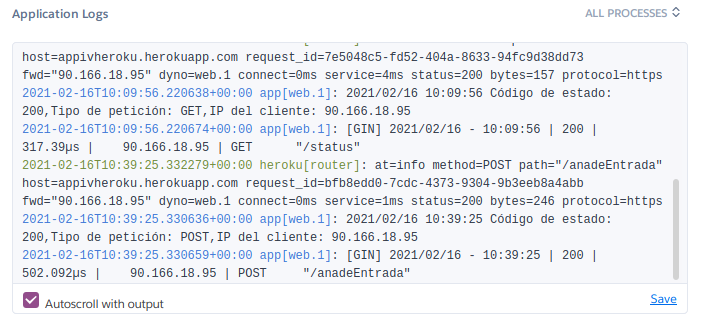 Application Logs
ALL PROCESSES
host=appivheroku.herokuapp.com request_id=7e5048c5-fd52-404a-8633-94fc9d38dd73
fwd="90.166.18.95" dyno=web.1 connect=0ms service=4ms status=200 bytes=157 protocol=https
2021-02-16T10:09:56.220638+00:00 app[web.1]: 2021/02/16 10:09:56 Código de estado:
200,Tipo de petición: GET,IP del cliente: 90.166.18.95
2021-02-16T10:09:56.220674+00:00 app[web.1]: [GIN] 2021/02/16 - 10:09:56 | 200 |
317.39µs |    90.166.18.95 | GET      "/status"
2021-02-16T10:39:25.332279+00:00 heroku[router]: at=info method=POST path="/anadeEntrada"
host=appivheroku.herokuapp.com request_id=bfb8edd0-7cdc-4373-9304-9b3eeb8a4abb
fwd="90.166.18.95" dyno=web.1 connect=0ms service=1ms status=200 bytes=246 protocol=https
2021-02-16T10:39:25.330636+00:00 app[web.1]: 2021/02/16 10:39:25 Código de estado:
200,Tipo de petición: POST,IP del cliente: 90.166.18.95
2021-02-16T10:39:25.330659+00:00 app[web.1]: [GIN] 2021/02/16 - 10:39:25 | 200 |
502.092µs |    90.166.18.95 | POST     "/anadeEntrada"
Autoscroll with output
Save